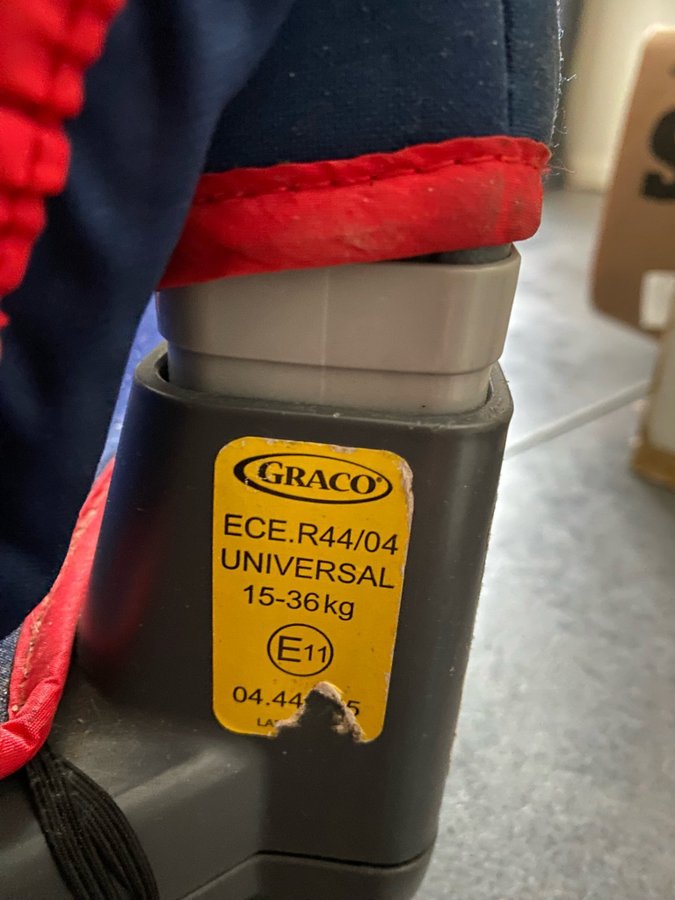 GRACO
ECE.R44/04
UNIVERSAL
15-36kg
E11